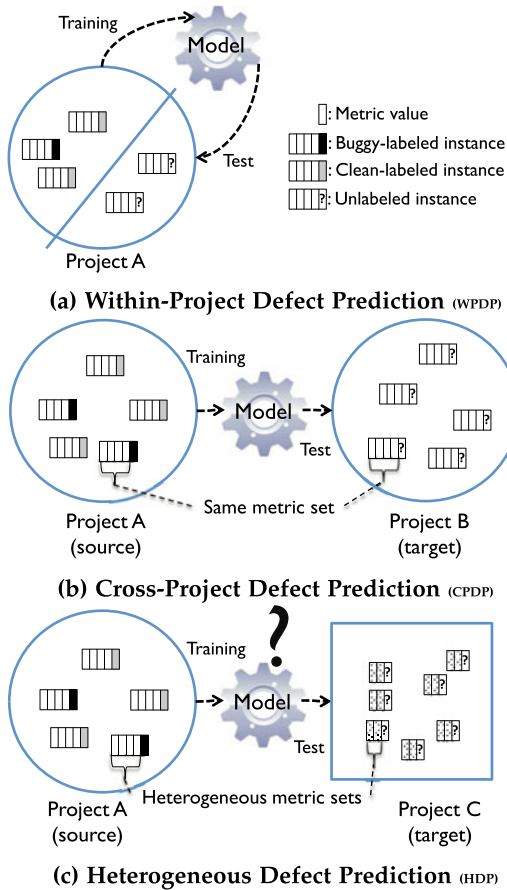 Training
Model
Test
?
?
Project A
: Metric value
: Buggy-labeled instance
: Clean-labeled instance
?: Unlabeled instance
(a) Within-Project Defect Prediction (WPDP)
Training
Model
Test
?
?
?
?
?
Same metric set
Project A
(source)
Project B
(target)
(b) Cross-Project Defect Prediction (CPDP)
Training
?
Model
Test
?
?
?
?
?
?
?
Heterogeneous metric sets
Project A
(source)
Project C
(target)
(c) Heterogeneous Defect Prediction (HDP)